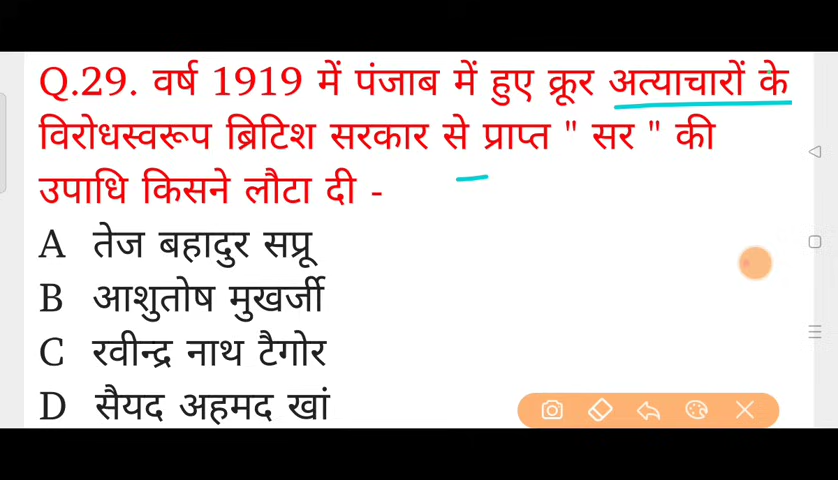 Q.29. वर्ष 1919 में पंजाब में हुए क्रूर अत्याचारों के
विरोधस्वरूप ब्रिटिश सरकार से प्राप्त " सर " की
उपाधि किसने लौटा दी -
A तेज बहादुर सप्रू
B आशुतोष मुखर्जी
C रवीन्द्र नाथ टैगोर
D सैयद अहमद खां